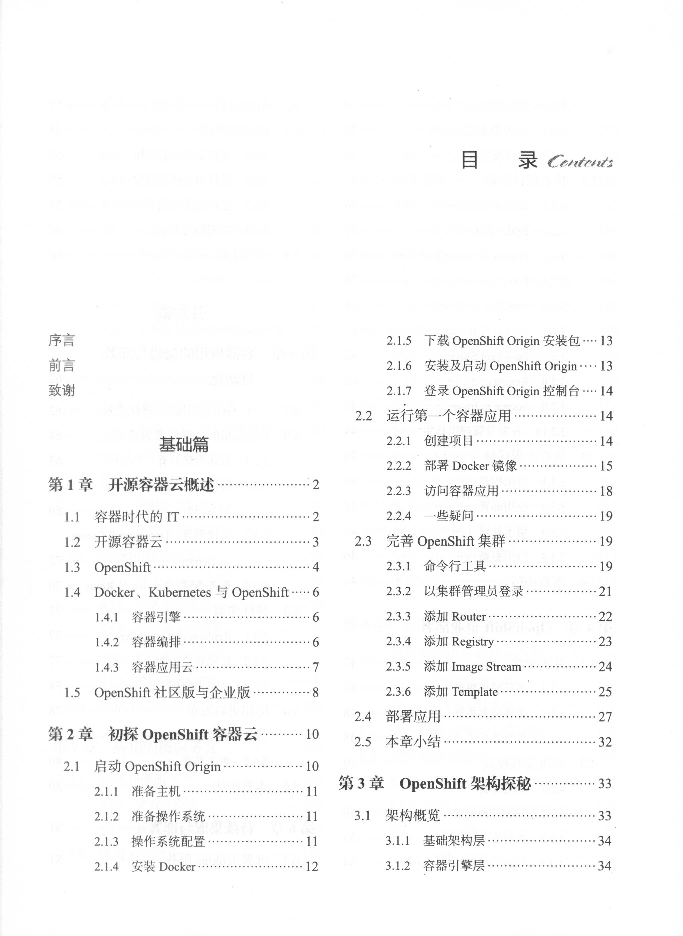 目 录 Contents
序言
前言
致谢
基础篇
第1章 开源容器云概述 …………………… 2
1.1 容器时代的IT …………………… 2
1.2 开源容器云 …………………… 3
1.3 OpenShift …………………… 4
1.4 Docker、Kubernetes 与 OpenShift …… 6
1.4.1 容器引擎 …………………… 6
1.4.2 容器编排 …………………… 6
1.4.3 容器应用云 …………………… 7
1.5 OpenShift 社区版与企业版 …………… 8
第2章 初探 OpenShift 容器云 ………… 10
2.1 启动 OpenShift Origin ……………… 10
2.1.1 准备主机 …………………… 11
2.1.2 准备操作系统 ………………… 11
2.1.3 操作系统配置 ………………… 11
2.1.4 安装 Docker …………………… 12
2.1.5 下载 OpenShift Origin 安装包 …… 13
2.1.6 安装及启动 OpenShift Origin …… 13
2.1.7 登录 OpenShift Origin 控制台 …… 14
2.2 运行第一个容器应用 ………………… 14
2.2.1 创建项目 …………………… 14
2.2.2 部署 Docker 镜像 ……………… 15
2.2.3 访问容器应用 ………………… 18
2.2.4 一些疑问 …………………… 19
2.3 完善 OpenShift 集群 ………………… 19
2.3.1 命令行工具 …………………… 19
2.3.2 以集群管理员登录 ……………… 21
2.3.3 添加 Router …………………… 22
2.3.4 添加 Registry ………………… 23
2.3.5 添加 Image Stream ……………… 24
2.3.6 添加 Template ………………… 25
2.4 部署应用 …………………… 27
2.5 本章小结 …………………… 32
第3章 OpenShift 架构探秘 …………… 33
3.1 架构概览 …………………… 33
3.1.1 基础架构层 …………………… 34
3.1.2 容器引擎层 …………………… 34